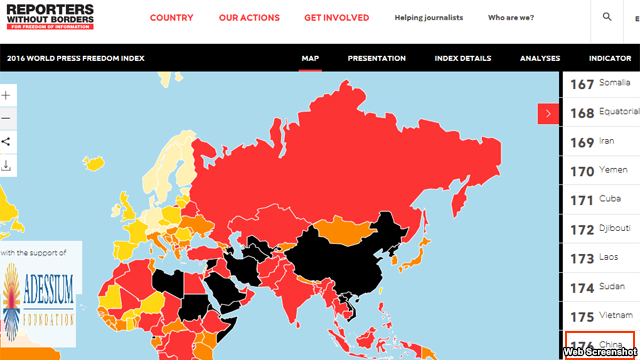 REPORTERS
WITHOUT BORDERS
FOR FREEDOM OF INFORMATION
COUNTRY
OUR ACTIONS
GET INVOLVED
Helping journalists
Who are we?
E
2016 WORLD PRESS FREEDOM INDEX
MAP
PRESENTATION
INDEX DETAILS
ANALYSES
INDICATOR
167 Somalia
168 Equatorial
169 Iran
170 Yemen
171 Cuba
172 Djibouti
173 Laos
174 Sudan
175 Vietnam
176 China
with the support of
ADESSIUM
FOUNDATION
Web Screenshot